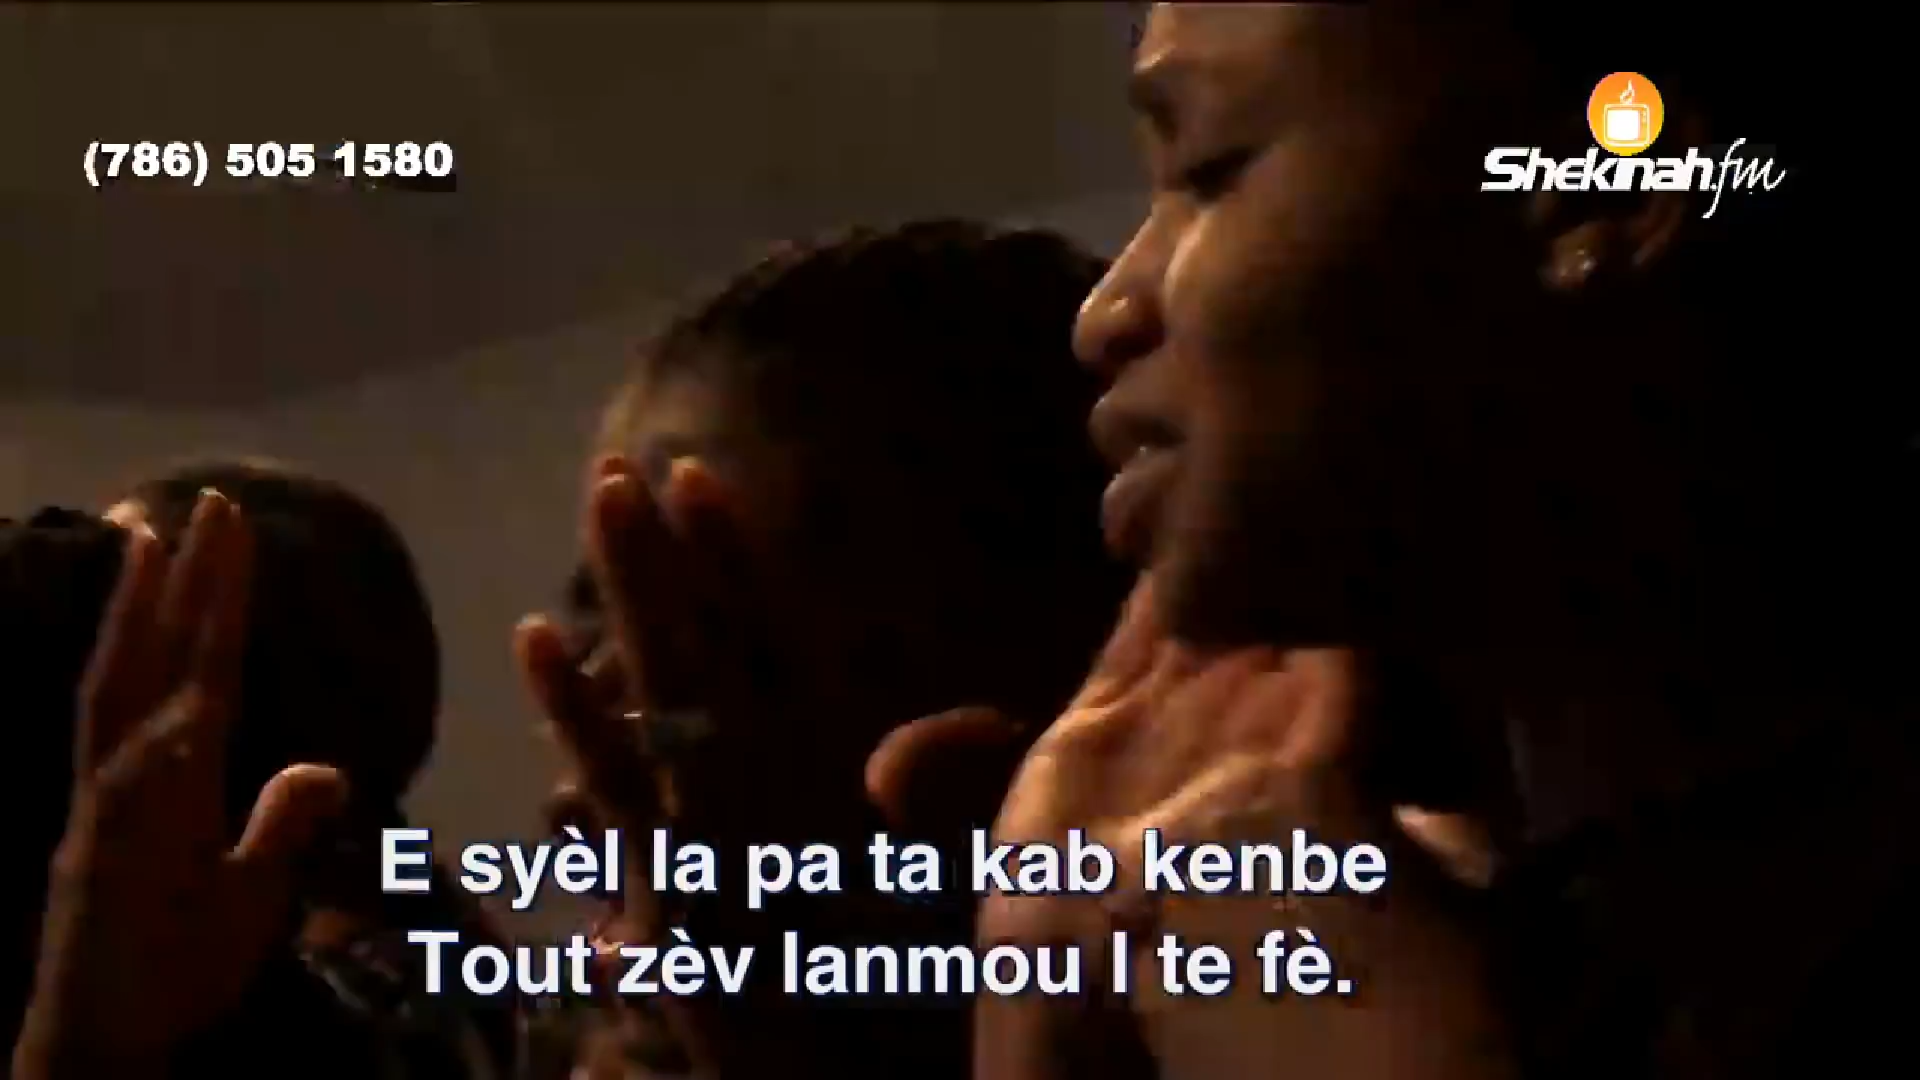 (786) 505 1580
Shekinah.fm
E syèl la pa ta kab kenbe
Tout zèv lanmou l te fè.